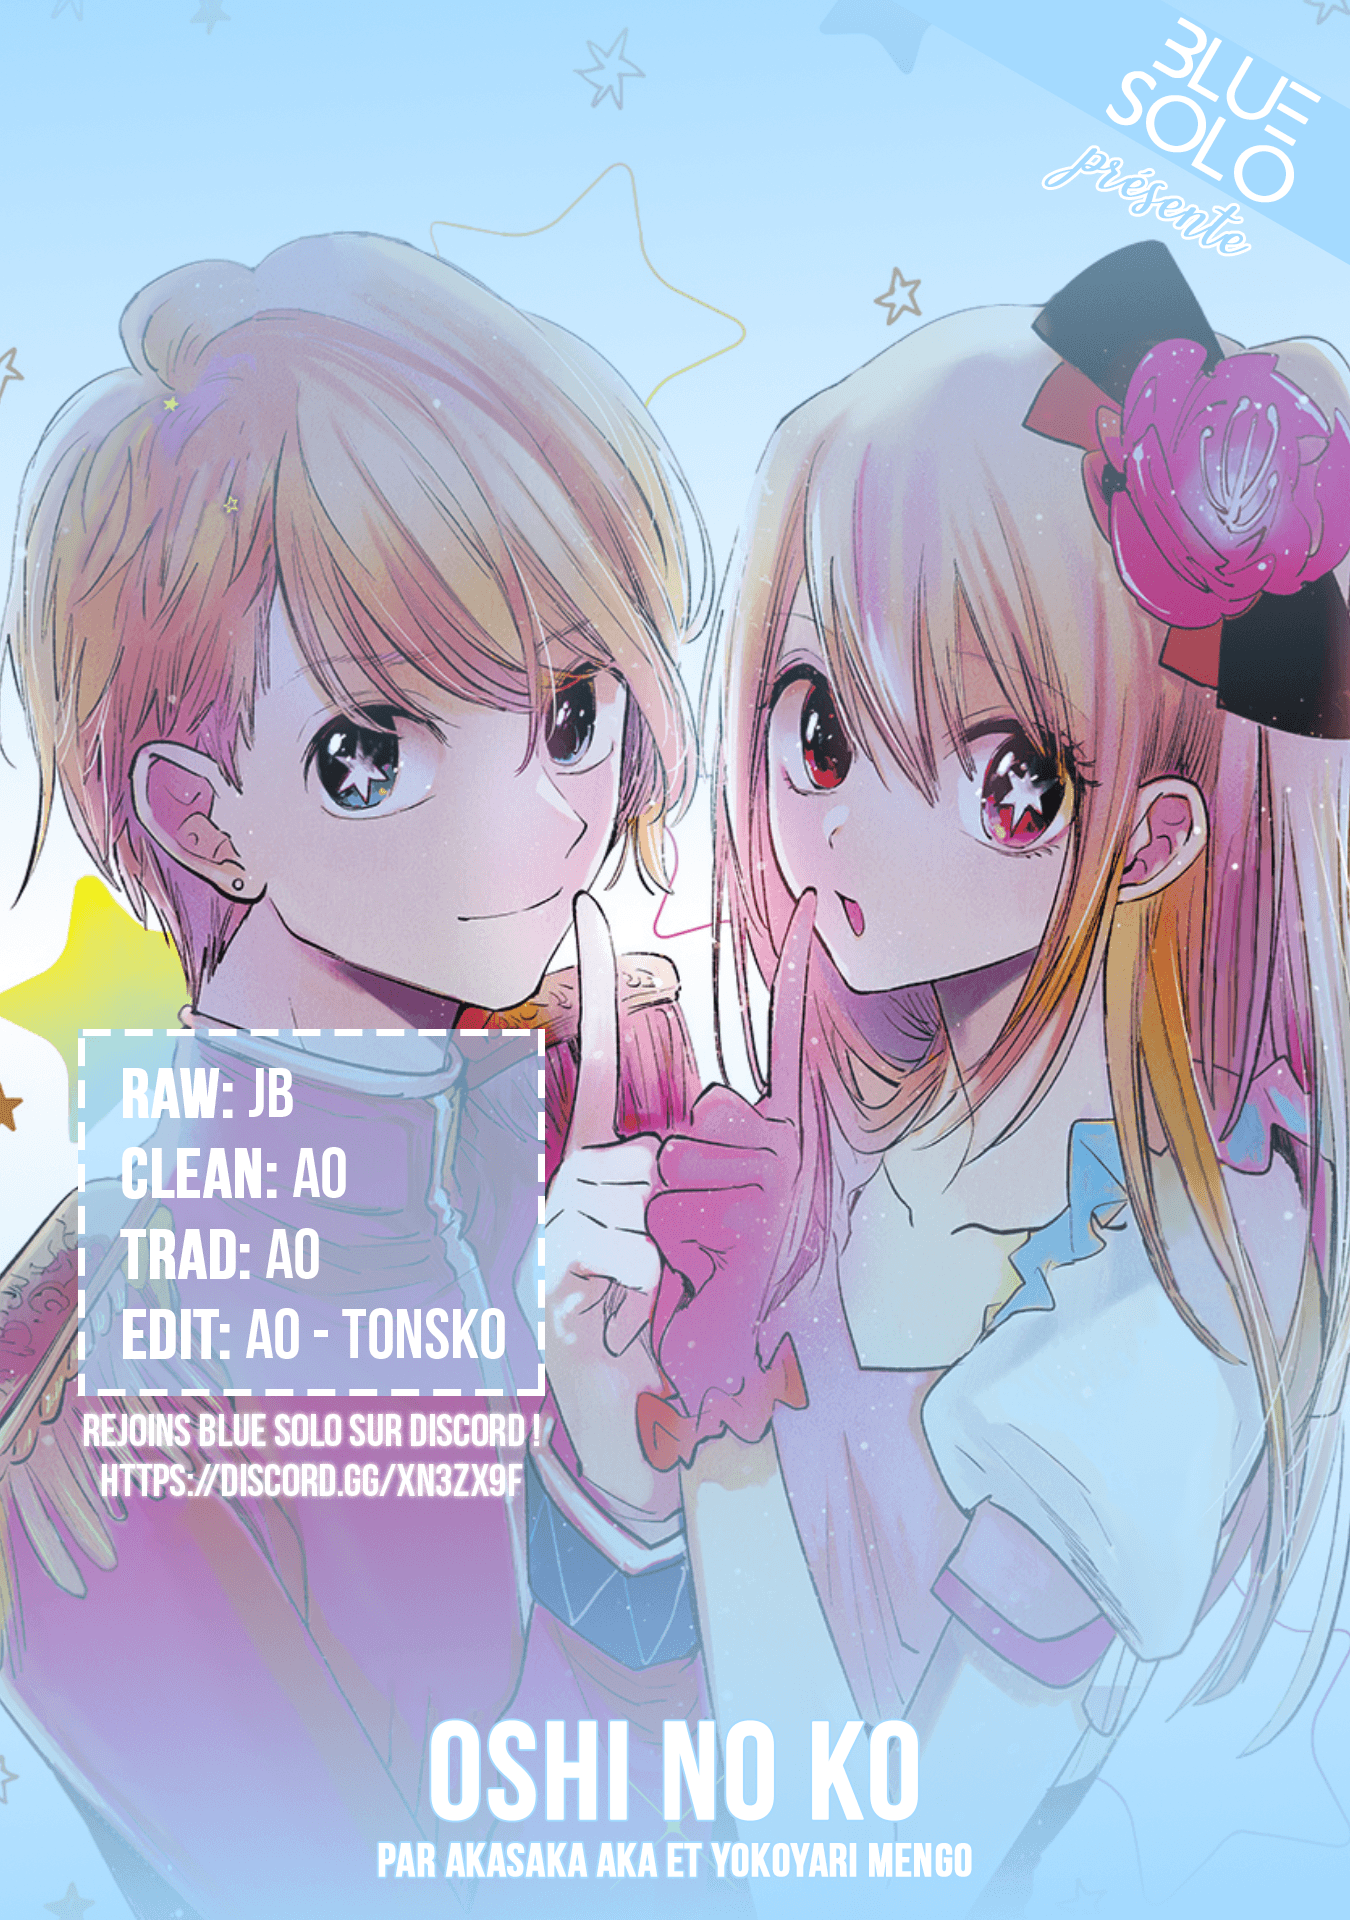 BLUE
SOLO
présente
RAW: JB
CLEAN: AO
TRAD: AO
EDIT: AO - TONSKO
REJOINS BLUE SOLO SUR DISCORD !
HTTPS://DISCORD.GG/XN3ZX9F
OSHI NO KO
PAR AKASAKA AKA ET YOKOYARI MENGO